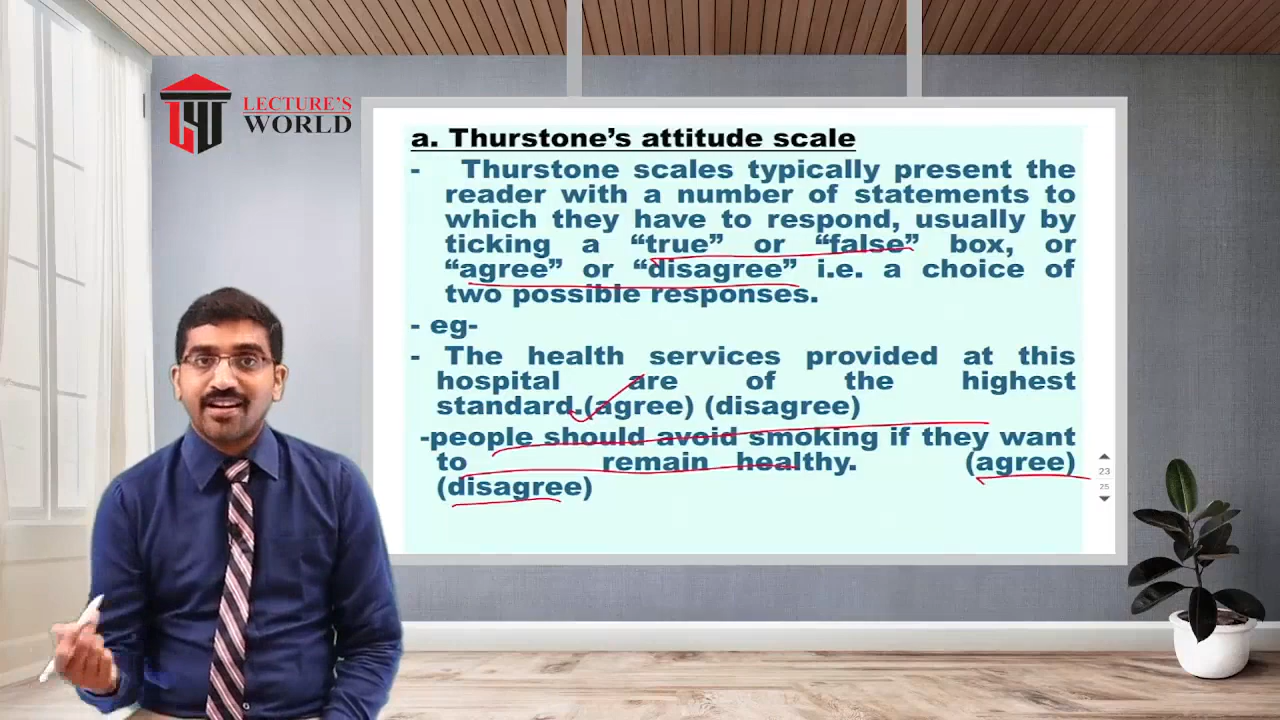 LECTURE'S
WORLD
a. Thurstone's attitude scale
- Thurstone scales typically present the
reader with a number of statements to
which they have to respond, usually by
ticking a “true” or “false” box, or
“agree” or “disagree” i.e. a choice of
two possible responses.
- eg-
- The health services provided at this
hospital are of the highest
standard.(agree) (disagree)
-people should avoid smoking if they want
to remain healthy. (agree)
(disagree)
23
25